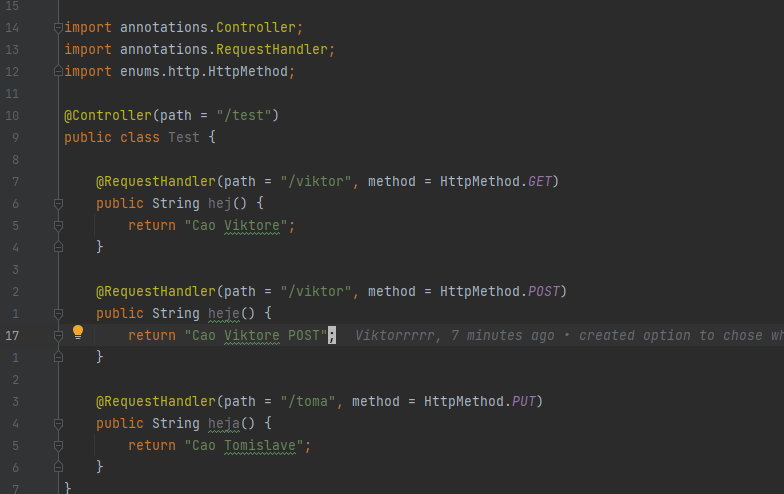 15
14 import annotations.Controller;
13 import annotations.RequestHandler;
12 import enums.http.HttpMethod;
11
10 @Controller(path = "/test")
9 public class Test {
8
7 @RequestHandler(path = "/viktor", method = HttpMethod.GET)
6 public String hej() {
5 return "Cao Viktore";
4 }
3
2 @RequestHandler(path = "/viktor", method = HttpMethod.POST)
1 public String heje() {
17 return "Cao Viktore POST"; Viktorrrrr, 7 minutes ago • created option to chose wh
1 }
2
3 @RequestHandler(path = "/toma", method = HttpMethod.PUT)
4 public String heja() {
5 return "Cao Tomislave";
6 }
7 }